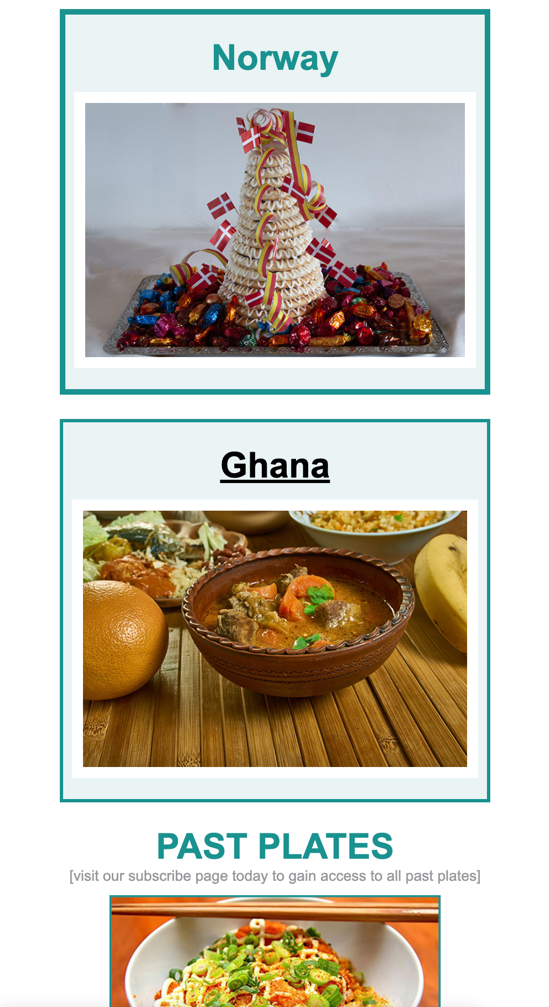 Norway
Ghana
PAST PLATES
[visit our subscribe page today to gain access to all past plates]